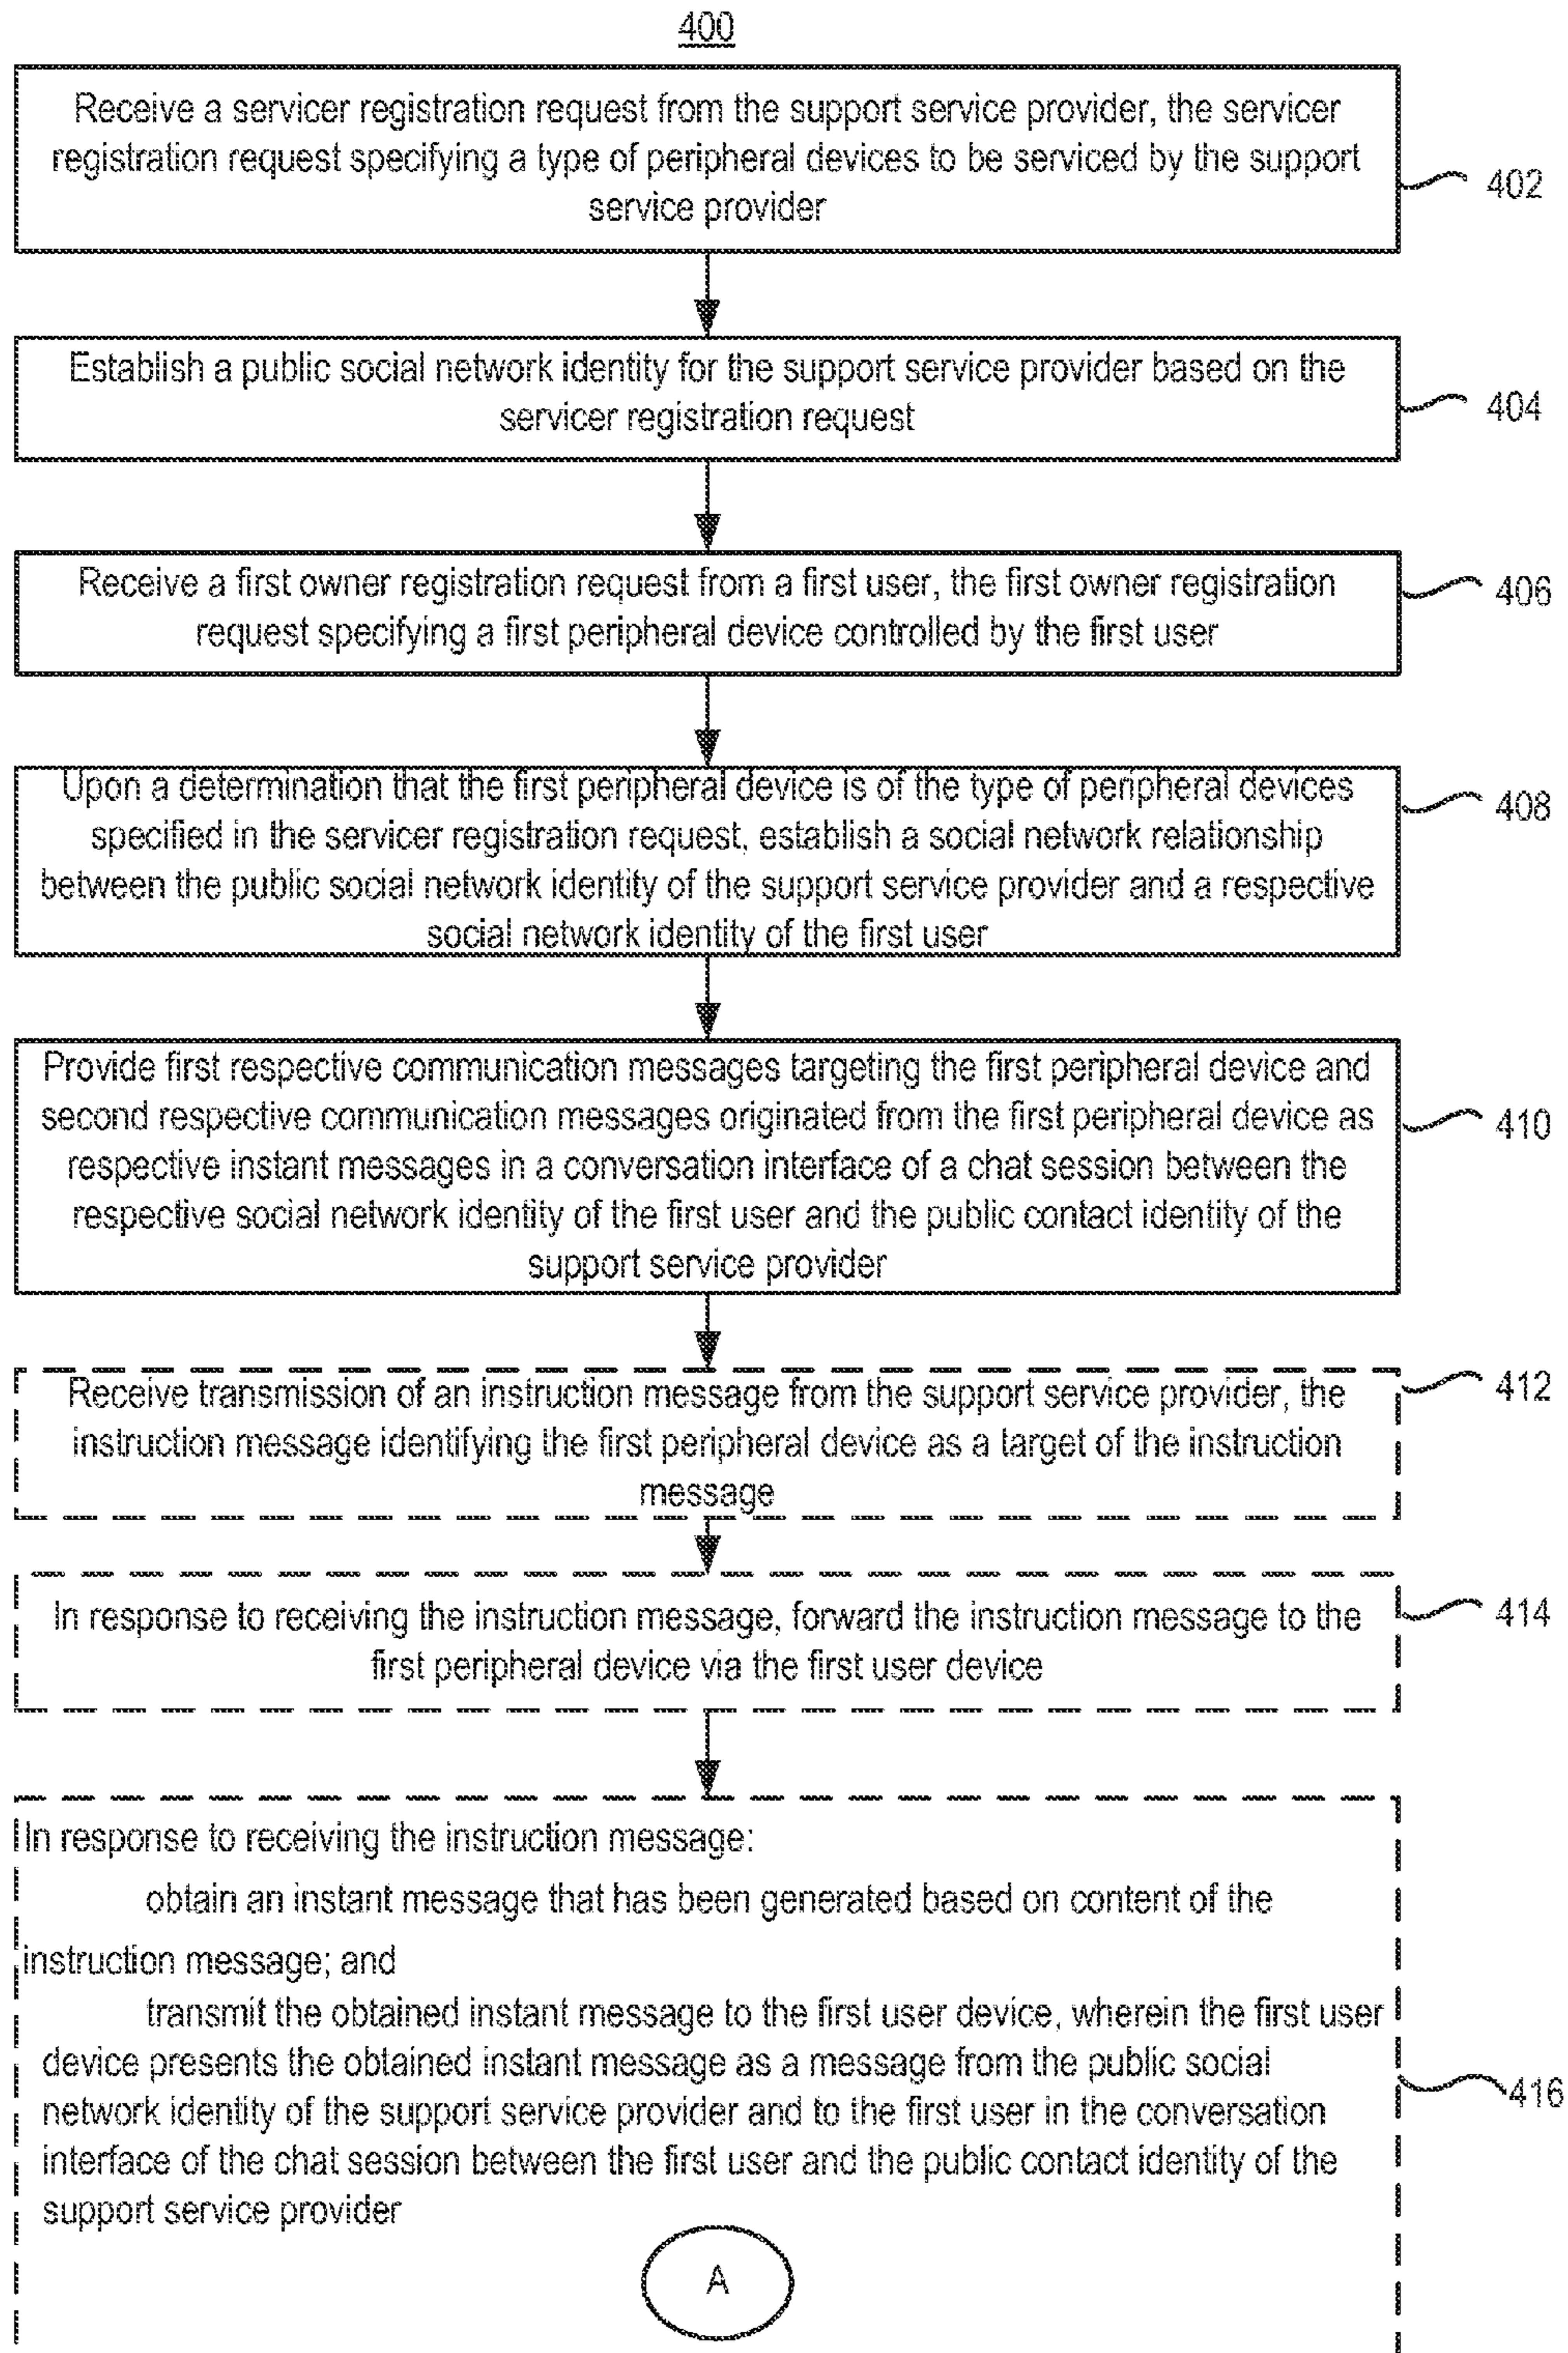 400
Receive a servicer registration request from the support service provider, the servicer
registration request specifying a type of peripheral devices to be serviced by the support
service provider
402
Establish a public social network identity for the support service provider based on the
servicer registration request
404
Receive a first owner registration request from a first user, the first owner registration
request specifying a first peripheral device controlled by the first user
406
Upon a determination that the first peripheral device is of the type of peripheral devices
specified in the servicer registration request, establish a social network relationship
between the public social network identity of the support service provider and a respective
social network identity of the first user
408
Provide first respective communication messages targeting the first peripheral device and
second respective communication messages originated from the first peripheral device as
respective instant messages in a conversation interface of a chat session between the
respective social network identity of the first user and the public contact identity of the
support service provider
410
Receive transmission of an instruction message from the support service provider, the
instruction message identifying the first peripheral device as a target of the instruction
message
412
In response to receiving the instruction message, forward the instruction message to the
first peripheral device via the first user device
414
In response to receiving the instruction message:
obtain an instant message that has been generated based on content of the
instruction message; and
transmit the obtained instant message to the first user device, wherein the first user
device presents the obtained instant message as a message from the public social
network identity of the support service provider and to the first user in the conversation
interface of the chat session between the first user and the public contact identity of the
support service provider
416
A